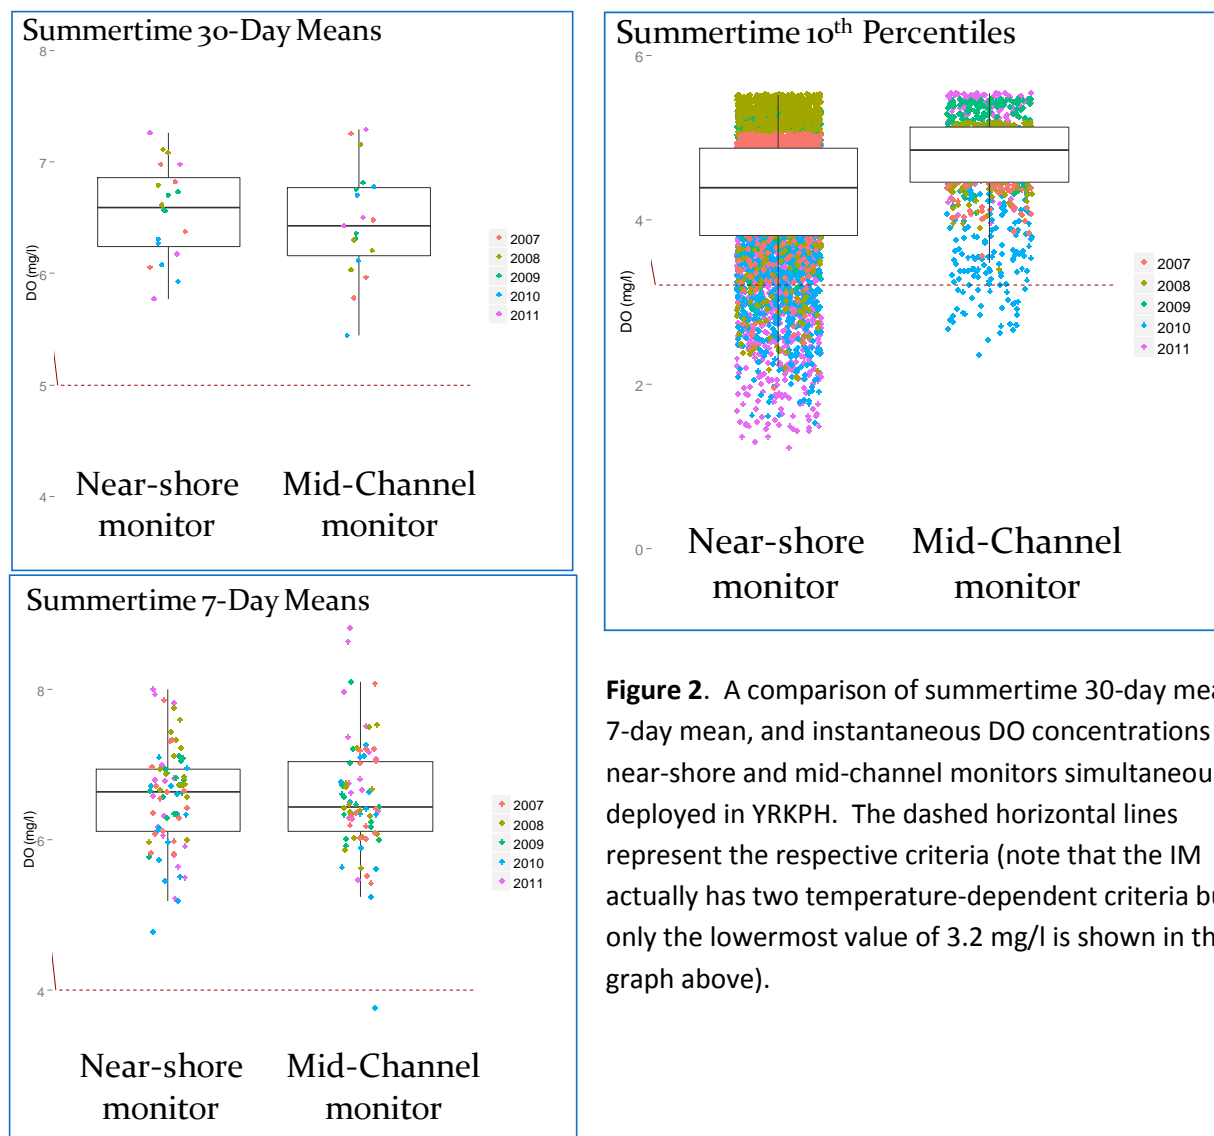 Summertime 30-Day Means
8
7
6
5
4
DO (mg/l)
2007
2008
2009
2010
2011
Near-shore Mid-Channel
monitor monitor
Summertime 10th Percentiles
6
4
2
0
DO (mg/l)
2007
2008
2009
2010
2011
Near-shore Mid-Channel
monitor monitor
Summertime 7-Day Means
8
6
4
DO (mg/l)
2007
2008
2009
2010
2011
Near-shore Mid-Channel
monitor monitor
Figure 2. A comparison of summertime 30-day mea
7-day mean, and instantaneous DO concentrations
near-shore and mid-channel monitors simultaneous
deployed in YRKPH. The dashed horizontal lines
represent the respective criteria (note that the IM
actually has two temperature-dependent criteria bu
only the lowermost value of 3.2 mg/l is shown in th
graph above).